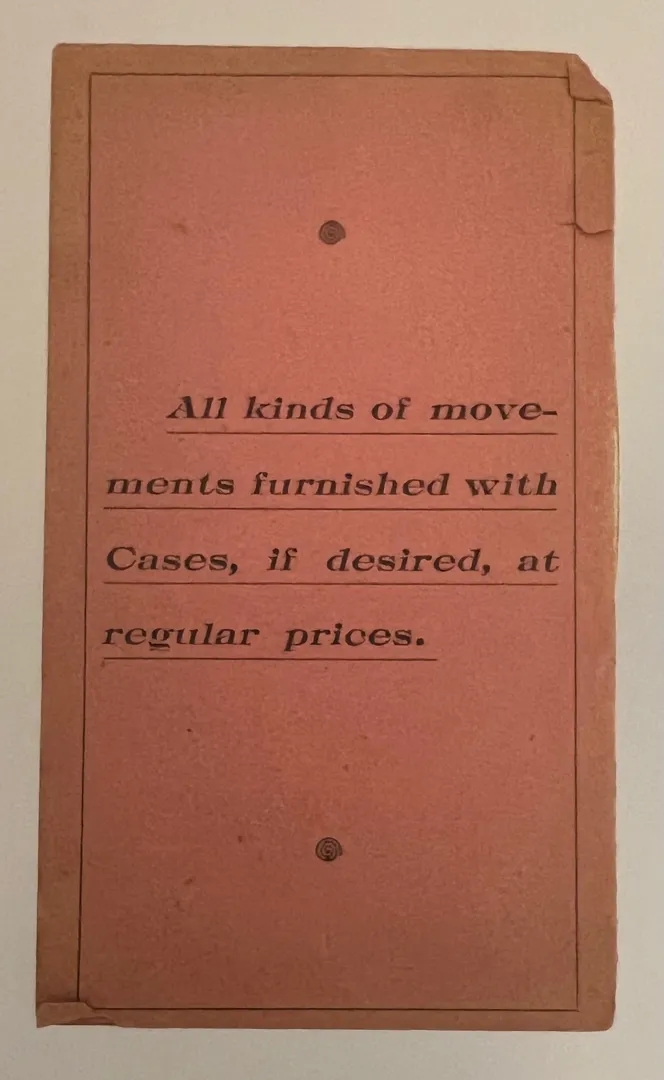 All kinds of move-
ments furnished with
Cases, if desired, at
regular prices.